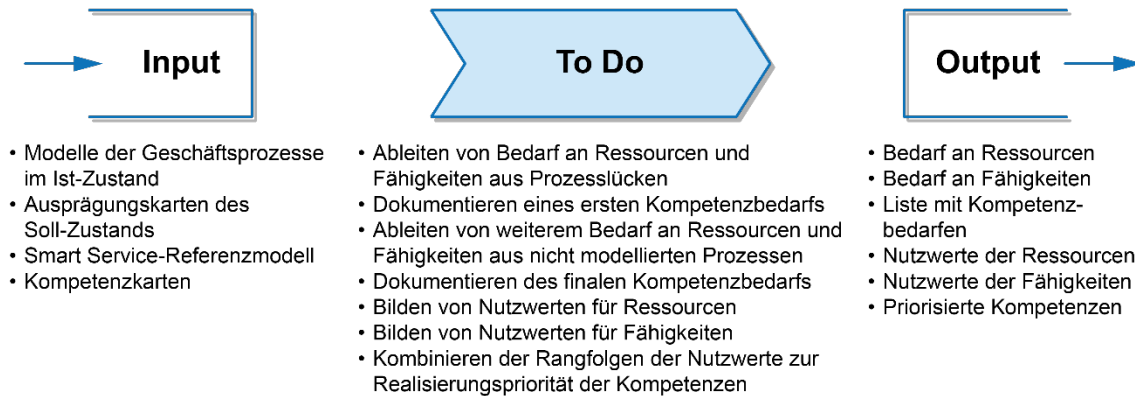 Input
To Do
Output
• Modelle der Geschäftsprozesse
im Ist-Zustand
• Ausprägungskarten des
Soll-Zustands
• Smart Service-Referenzmodell
• Kompetenzkarten
• Ableiten von Bedarf an Ressourcen und
Fähigkeiten aus Prozesslücken
• Dokumentieren eines ersten Kompetenzbedarfs
• Ableiten von weiterem Bedarf an Ressourcen und
Fähigkeiten aus nicht modellierten Prozessen
• Dokumentieren des finalen Kompetenzbedarfs
• Bilden von Nutzwerten für Ressourcen
• Bilden von Nutzwerten für Fähigkeiten
• Kombinieren der Rangfolgen der Nutzwerte zur
Realisierungspriorität der Kompetenzen
• Bedarf an Ressourcen
• Bedarf an Fähigkeiten
• Liste mit Kompetenz-
bedarfen
• Nutzwerte der Ressourcen
• Nutzwerte der Fähigkeiten
• Priorisierte Kompetenzen